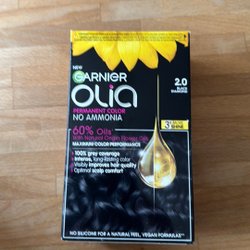 NEW
GARNIER
olia
PERMANENT COLOR
NO AMMONIA
2.0
BLACK
DIAMOND
60% Oils
with Natural Origin Flower Oils
MAXIMUM COLOR PERFORMANCE
• 100% grey coverage
• Intense, long-lasting color
• Visibly improves hair quality
• Optimal scalp comfort
NO SILICONE FOR A NATURAL FEEL, VEGAN FORMULA**